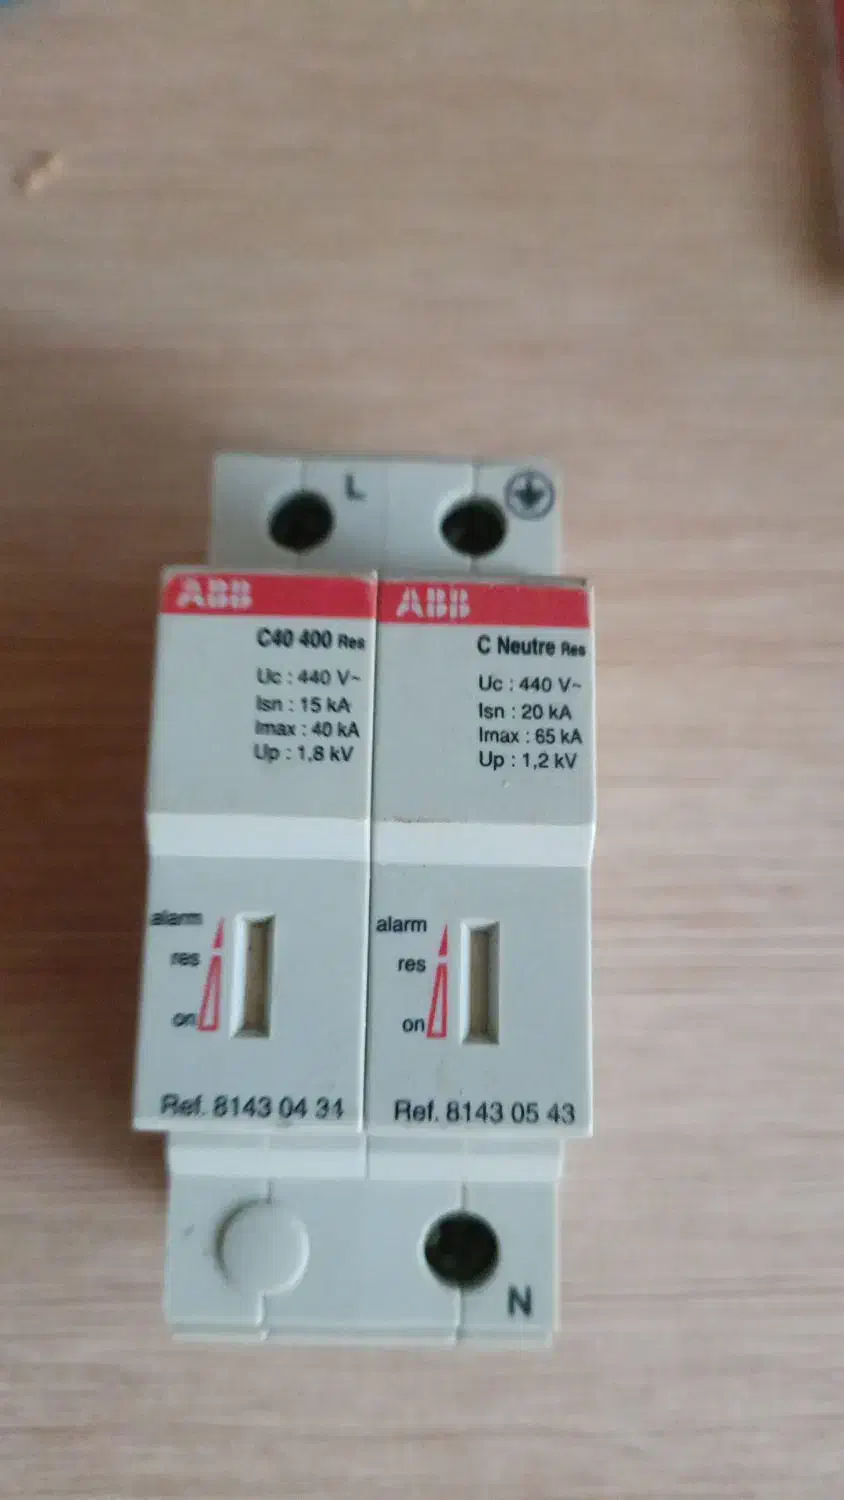 L
ABB
C40 400 Res
Uc : 440 V~
Isn : 15 kA
Imax : 40 kA
Up : 1,8 kV
alarm
res
on
Ref. 8143 04 34
ABB
C Neutre Res
Uc : 440 V~
Isn : 20 kA
Imax : 65 kA
Up : 1,2 kV
alarm
res
on
Ref. 8143 05 43
N